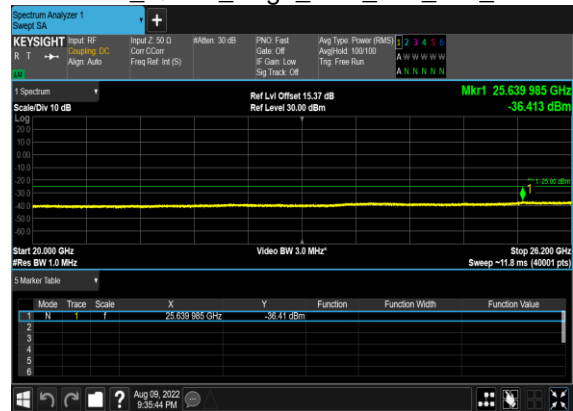 Spectrum Analyzer 1
Swept SA
+
KEYSIGHT Input: RF Input Z: 50 Ω #Atten: 30 dB PNO: Fast Avg Type: Power (RMS) 1 2 3 4 5 6
R T Coupling: DC Corr CCorr Gate: Off Avg|Hold: 100/100 A W W W W W
Align: Auto Freq Ref: Int (S) IF Gain: Low Trig: Free Run
LXI Sig Track: Off A N N N N N
1 Spectrum Ref Lvl Offset 15.37 dB Mkr1 25.639 985 GHz
Scale/Div 10 dB Ref Level 30.00 dBm -36.413 dBm
Log
20.0
10.0
0.00
-10.0
-20.0
-25.00 dBm
1
-30.0
-40.0
-50.0
-60.0
Start 20.000 GHz Video BW 3.0 MHz* Stop 26.200 GHz
#Res BW 1.0 MHz Sweep ~11.8 ms (40001 pts)
5 Marker Table
Mode Trace Scale X Y Function Function Width Function Value
1 N 1 f 25.639 985 GHz -36.41 dBm
2
3
4
5
6
? Aug 09, 2022
9:35:44 PM